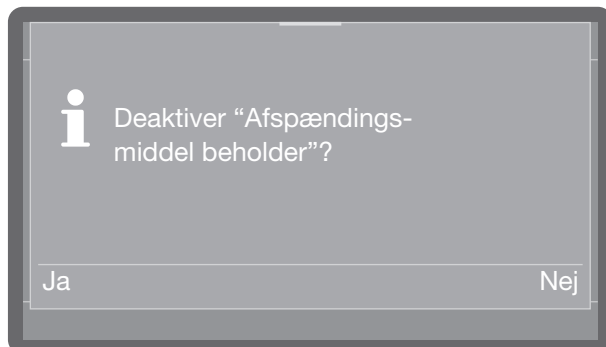 Deaktiver “Afspændings-
middel beholder”?
Ja
Nej